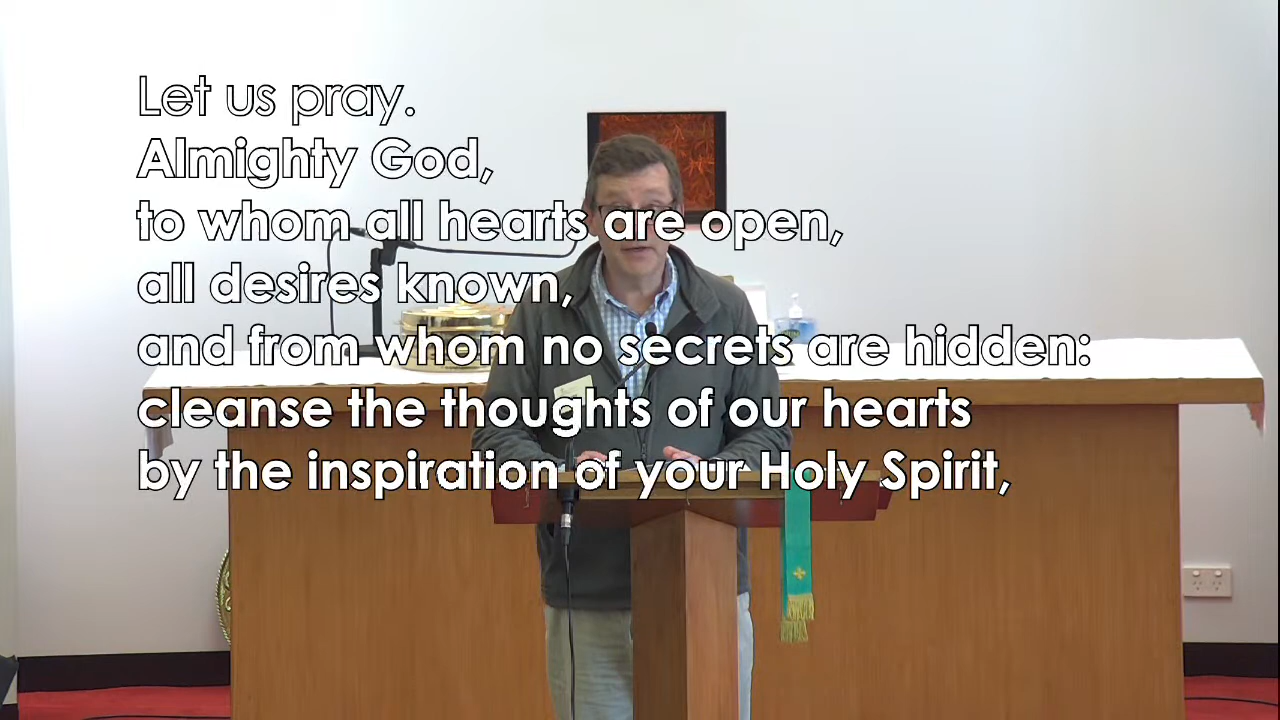 Let us pray.
Almighty God,
to whom all hearts are open,
all desires known,
and from whom no secrets are hidden:
cleanse the thoughts of our hearts
by the inspiration of your Holy Spirit,